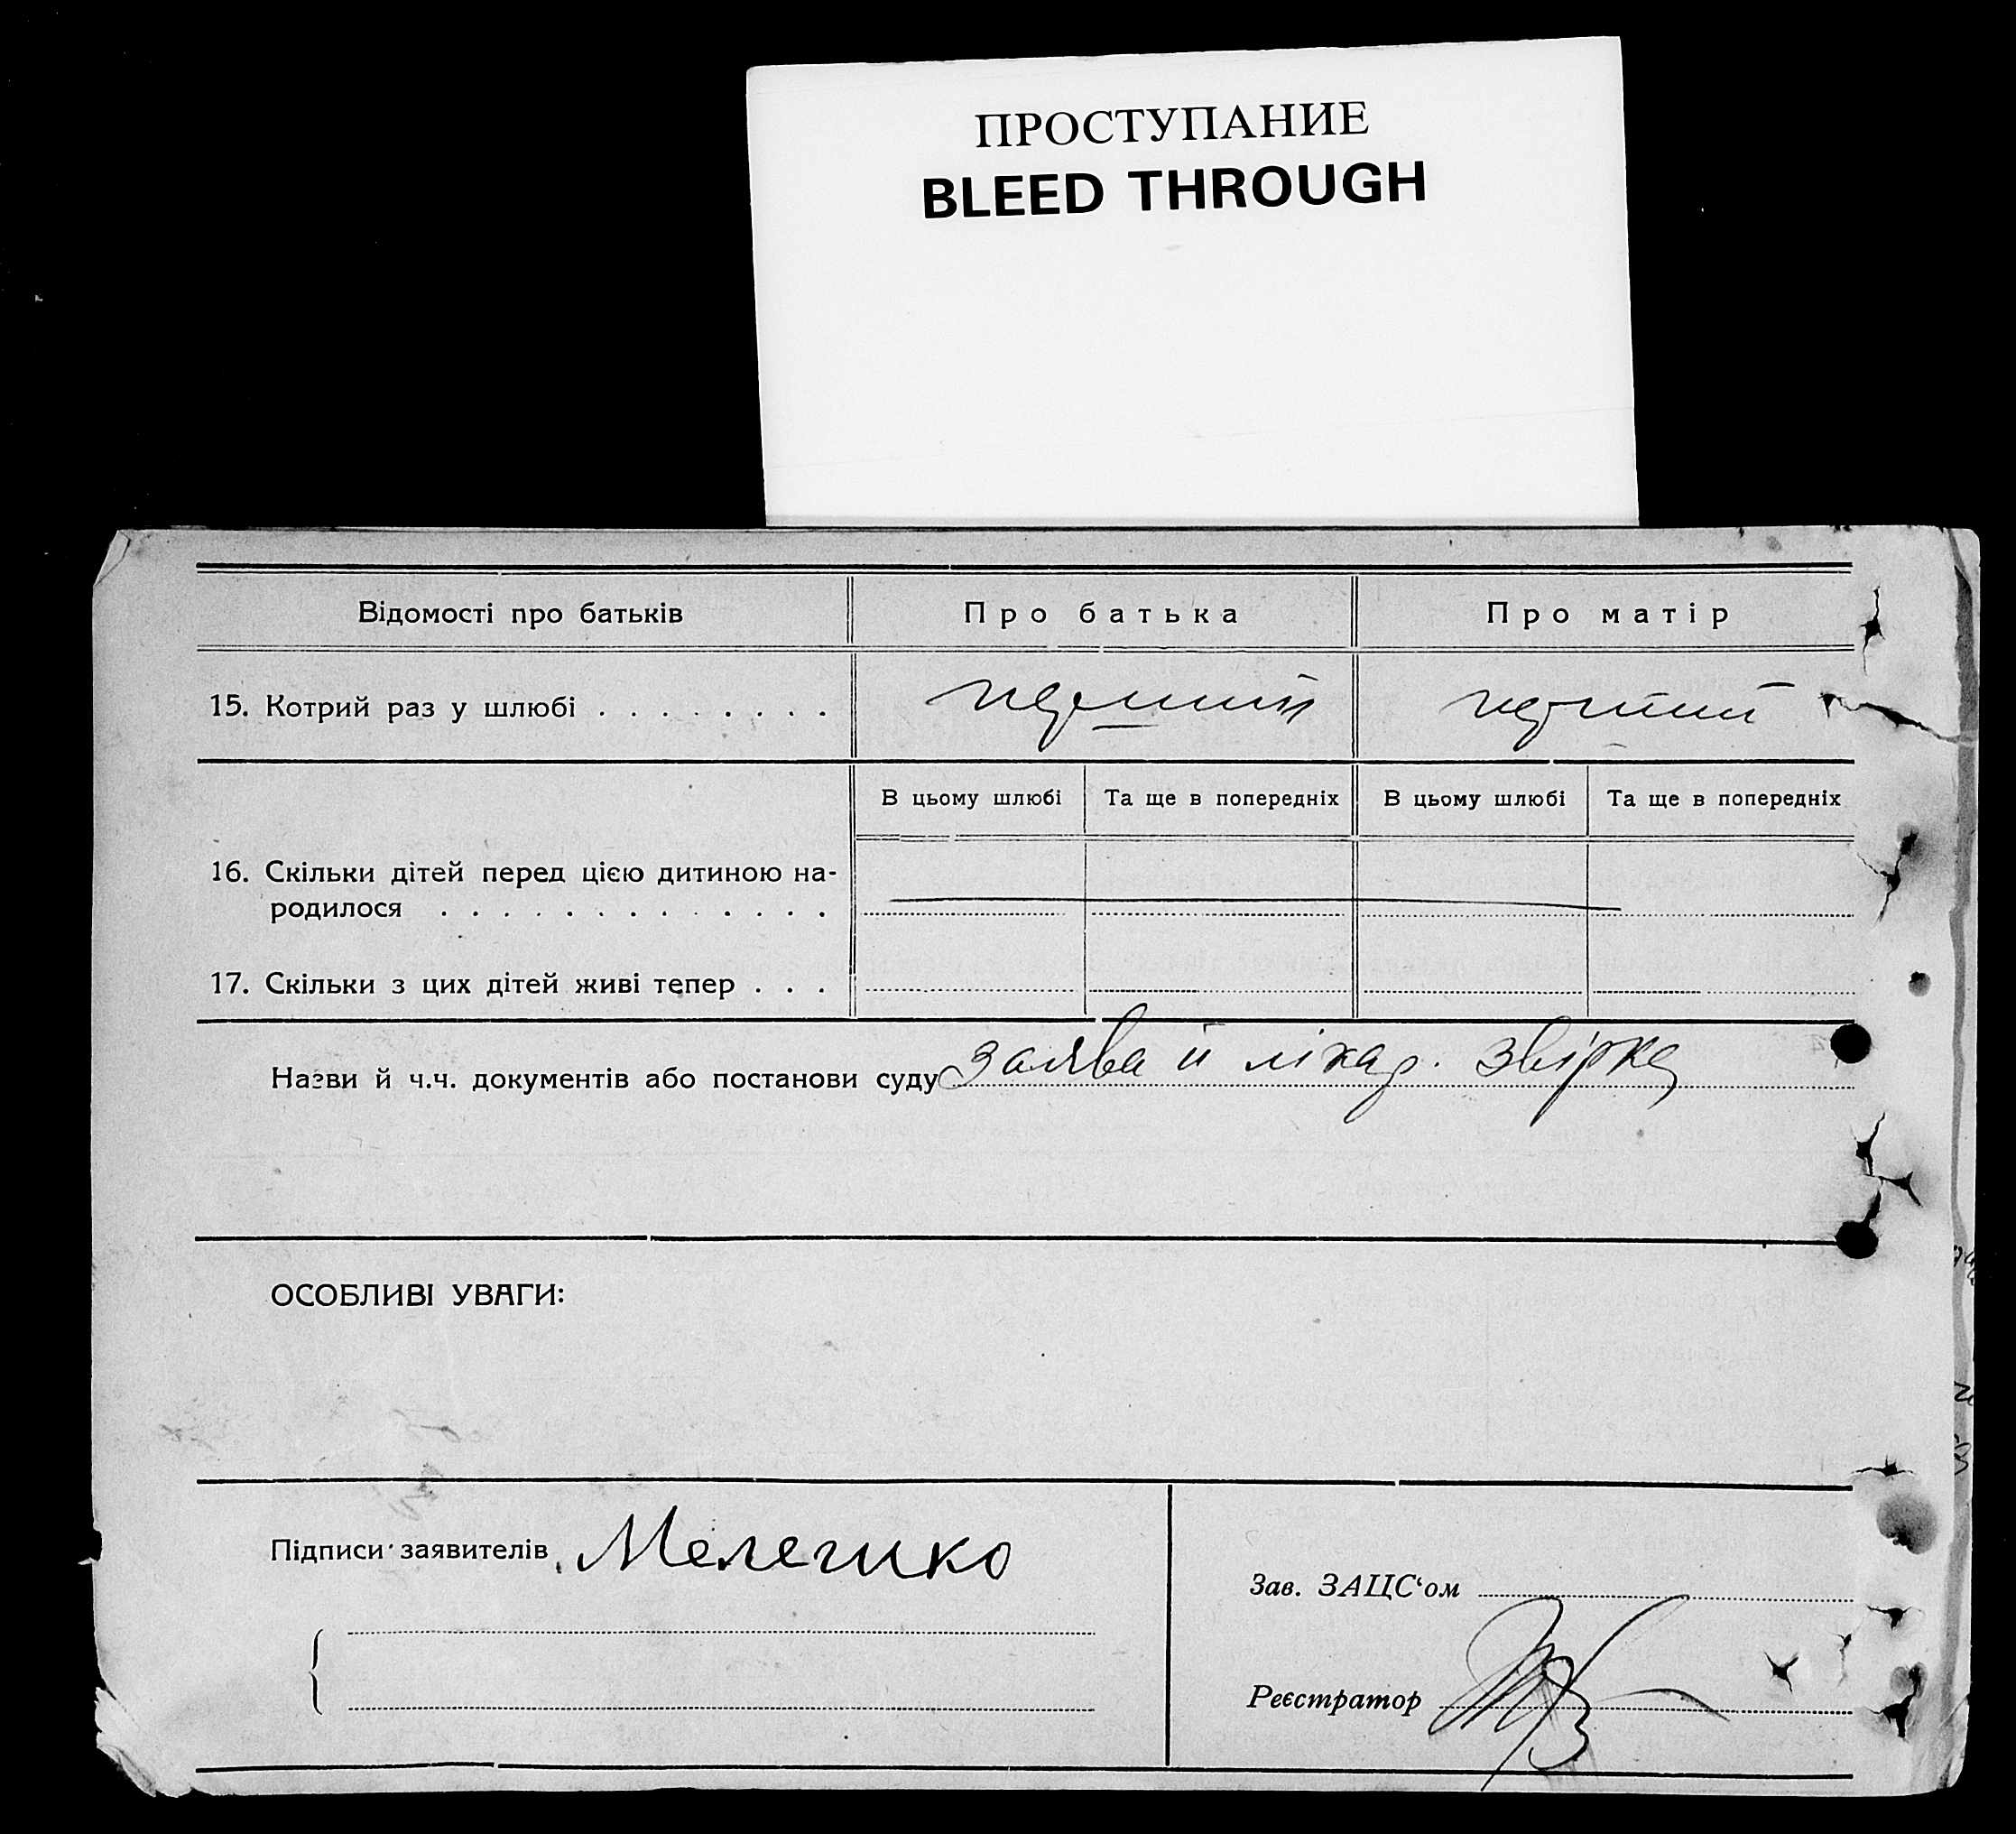 ПРОСТУПАНИЕ
BLEED THROUGH
Відомості про батьків Про батька Про матір
15. Котрий раз у шлюбі . . . . . . . . перший перший
В цьому шлюбі Та ще в попередніх В цьому шлюбі Та ще в попередніх
16. Скільки дітей перед цією дитиною на-
родилося . . . . . . . . . . . . .
17. Скільки з цих дітей живі тепер . . .
Назви й ч.ч. документів або постанови суду заява й лікар.
ОСОБЛИВІ УВАГИ:
Підписи заявителів
Зав. ЗАЦС‘ом
Реєстратор